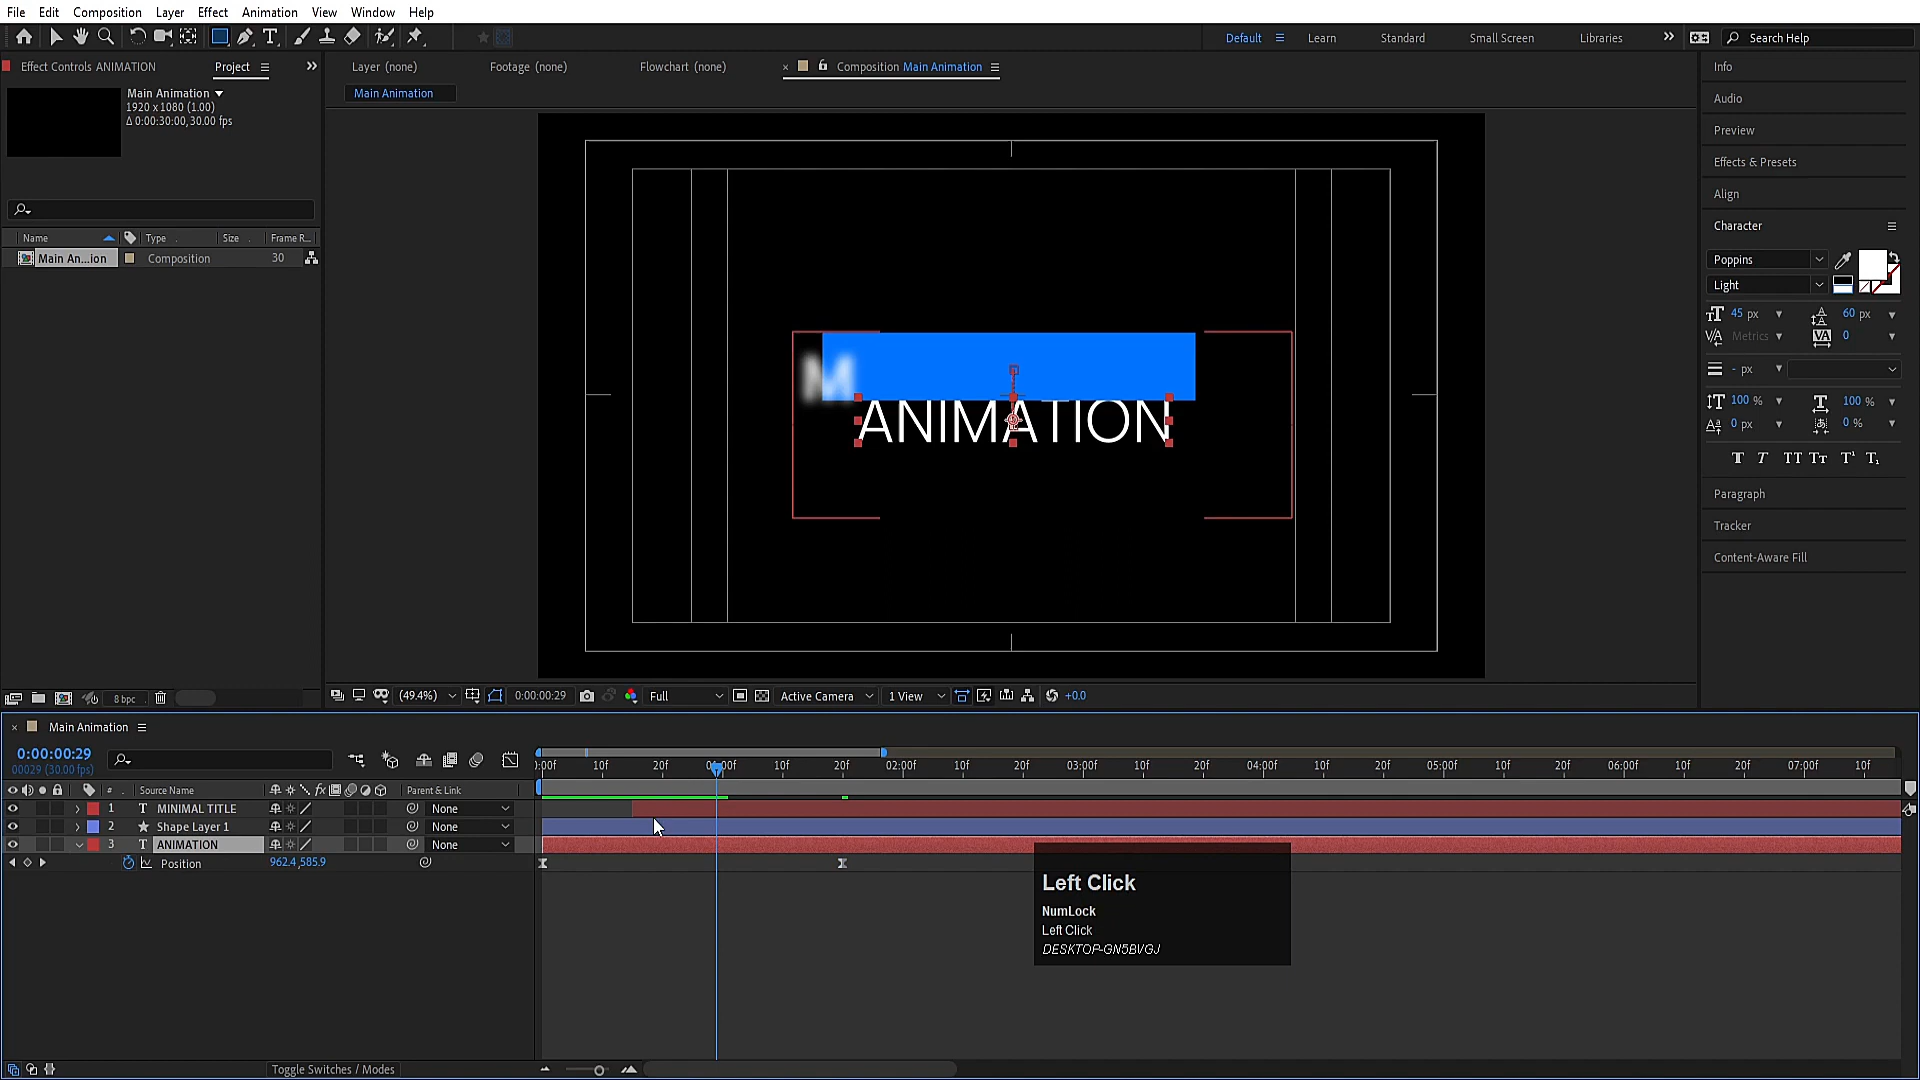 File Edit Composition Layer Effect Animation View Window Help
Default Learn Standard Small Screen Libraries Search Help
Effect Controls ANIMATION Project
Layer (none) Footage (none) Flowchart (none) Composition Main Animation
Info
Main Animation
1920 x 1080 (1.00)
Δ 0:00:30:00, 30.00 fps
Main Animation
Audio
Preview
Effects & Presets
Align
Character
Name Type Size Frame R...
Main An...ion Composition 30
Poppins
Light
45 px 60 px
Metrics 0
- px
100 % 100 %
0 px 0 %
T T TT Tt T¹ T₁
M
ANIMATION
Paragraph
Tracker
Content-Aware Fill
8 bpc
(49.4%) 0:00:00:29 Full Active Camera 1 View +0.0
Main Animation
0:00:00:29
00029 (30.00 fps)
):00f 10f 20f 01:00f 10f 20f 02:00f 10f 20f 03:00f 10f 20f 04:00f 10f 20f 05:00f 10f 20f 06:00f 10f 20f 07:00f 10f
# Source Name fx Parent & Link
1 T MINIMAL TITLE None
2 Shape Layer 1 None
3 T ANIMATION None
Position 962.4,585.9
Left Click
NumLock
Left Click
DESKTOP-GN5BVGJ
Toggle Switches / Modes